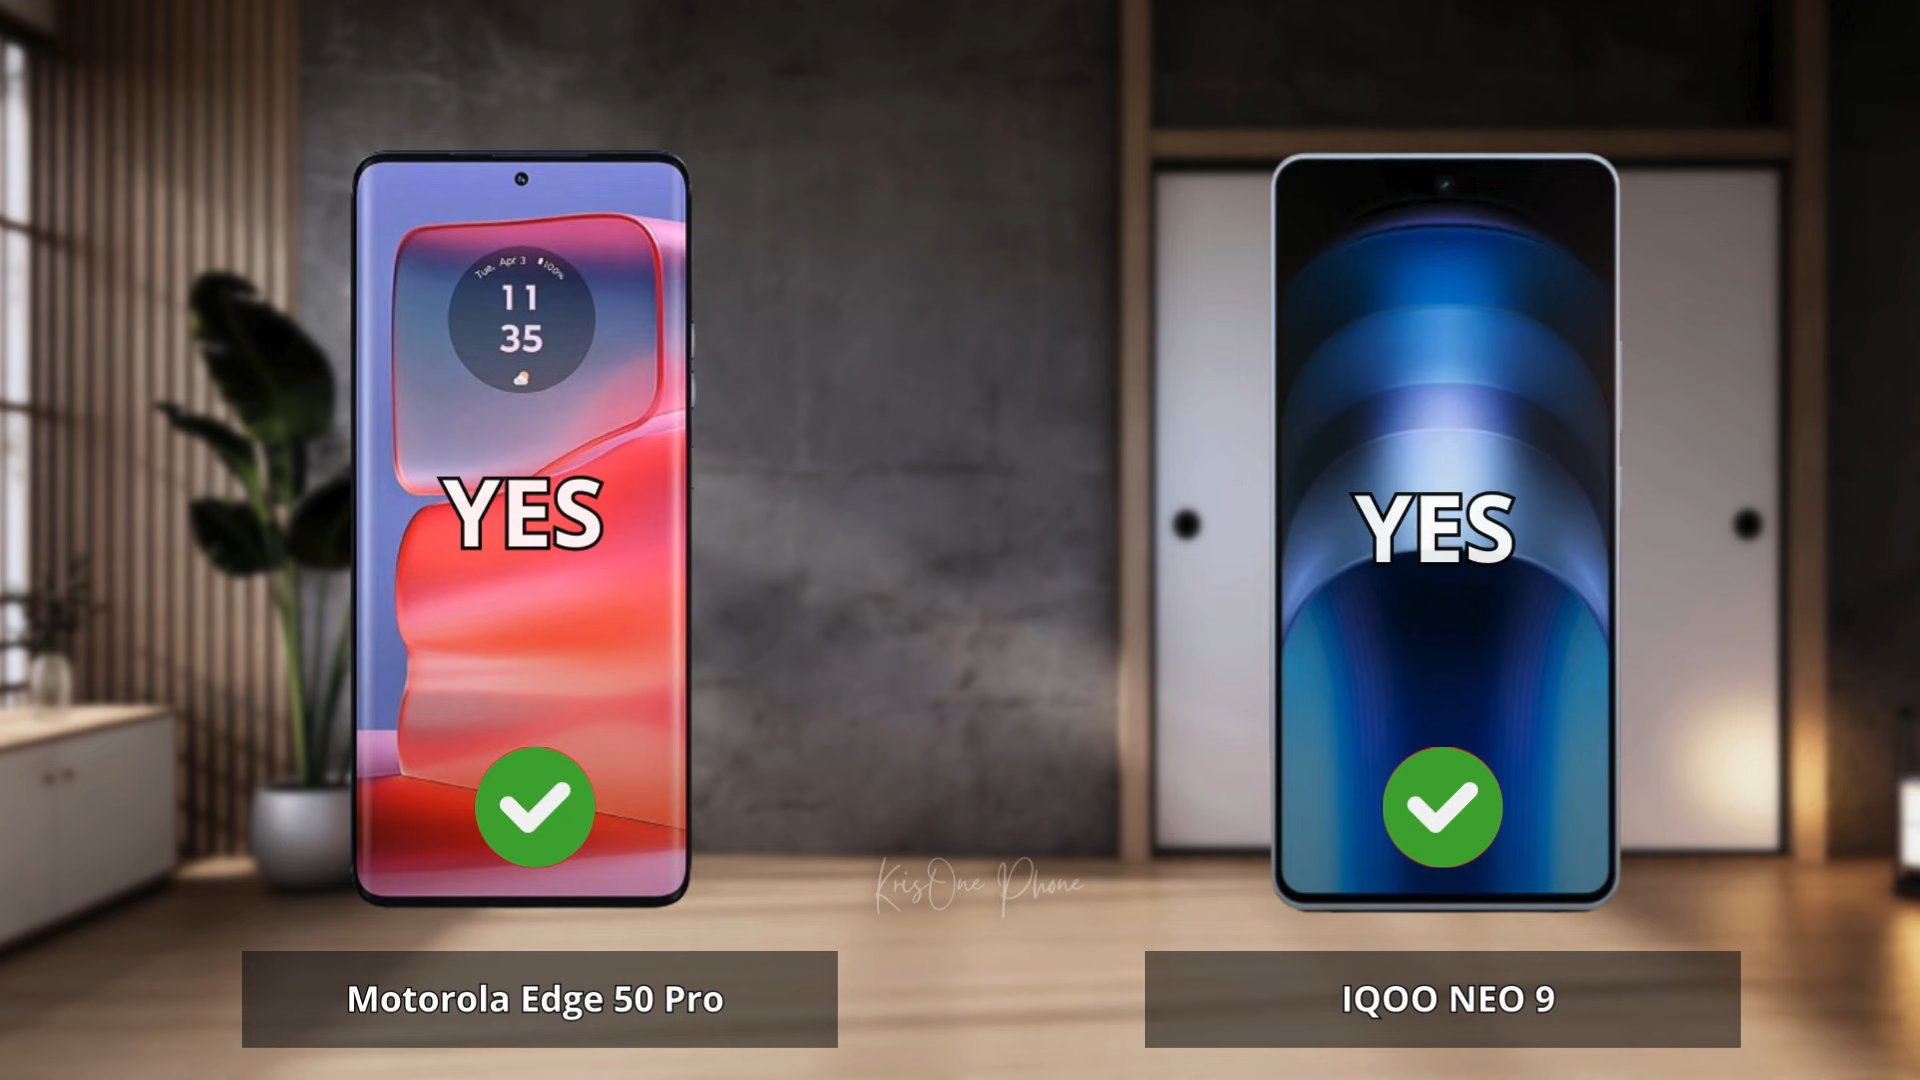 Tue, Apr 3 100%
11
35
YES
YES
KrisOne Phone
Motorola Edge 50 Pro
IQOO NEO 9